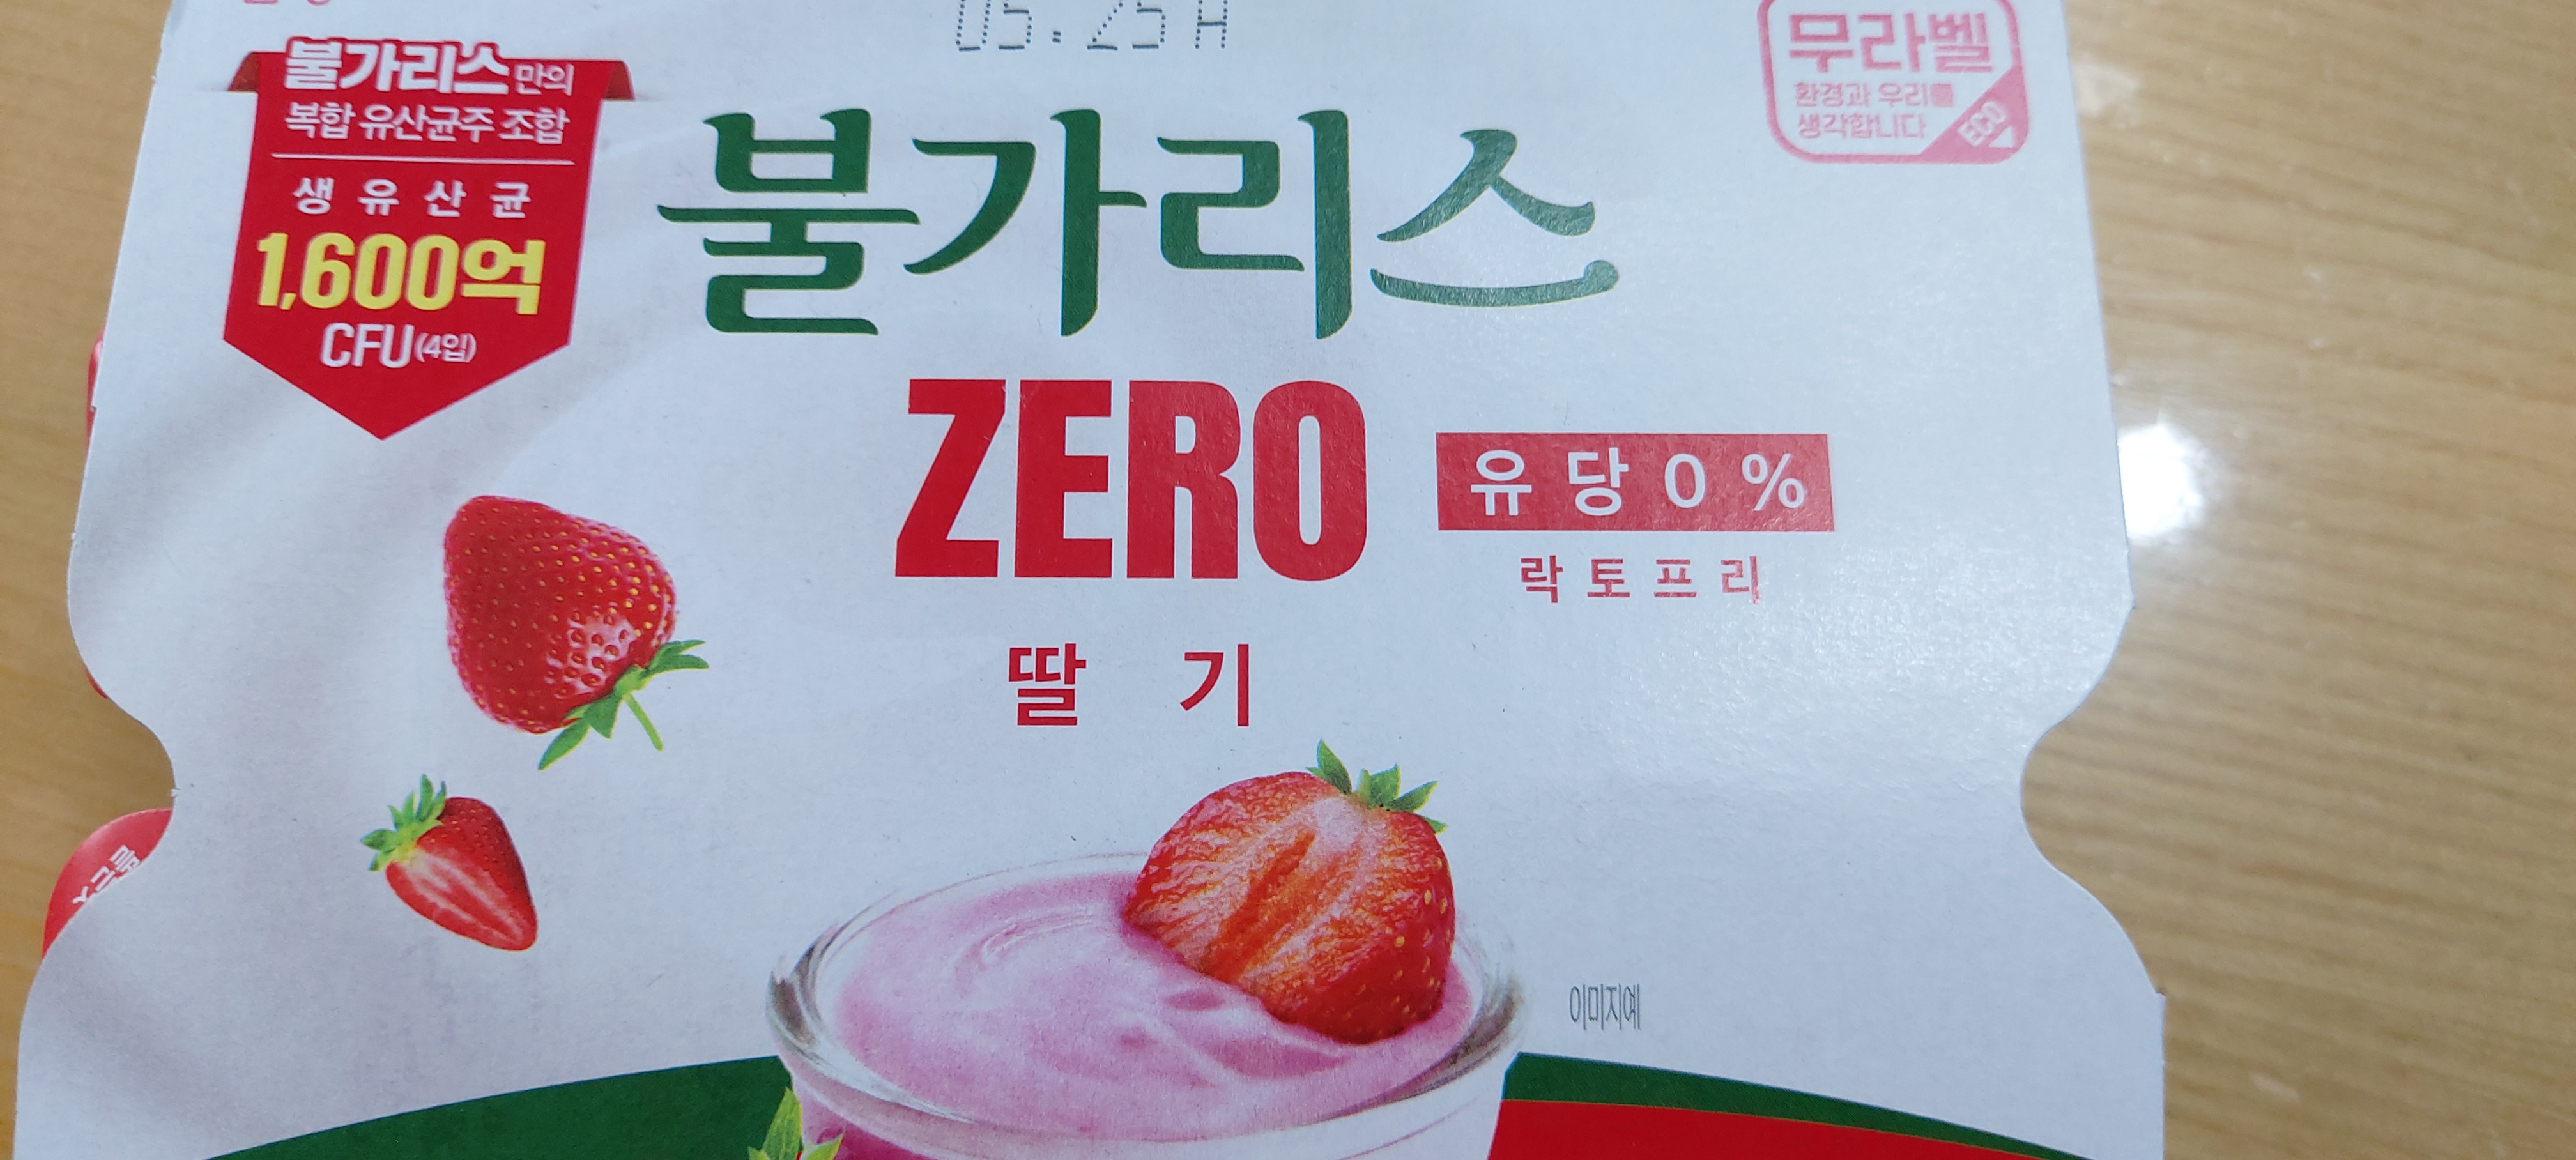 05.25 A
불가리스만의
복합 유산균주 조합
생유산균
1,600억
CFU(4입)
무라벨
환경과 우리를
생각합니다
ECO
불가리스
ZERO
유당0%
락토프리
딸기
이미지예